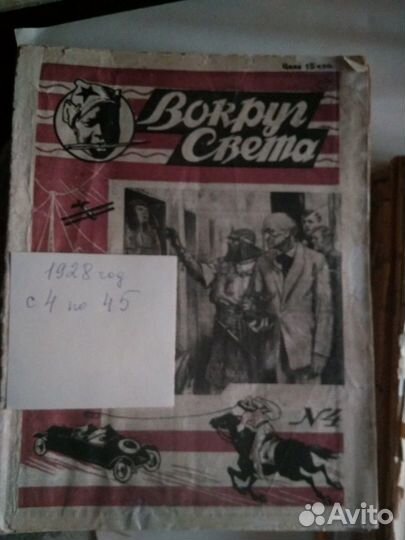 Цена 15 коп.
Вокруг
Света
1928 год
с 4 по 45
№4
Avito